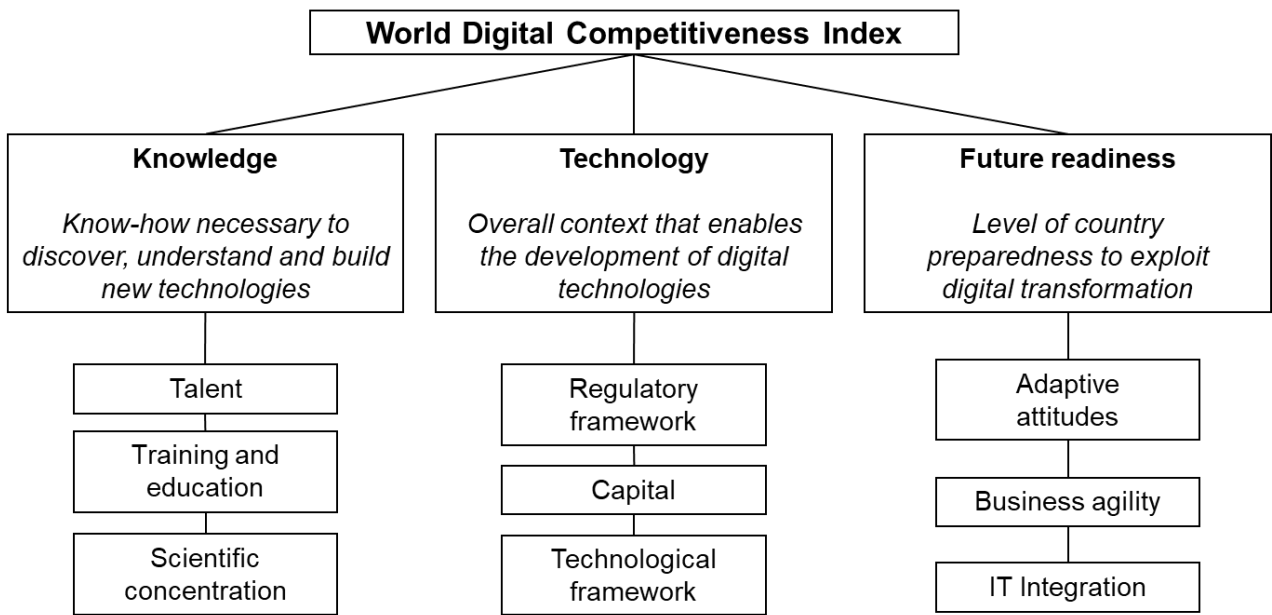 World Digital Competitiveness Index
Knowledge
Know-how necessary to
discover, understand and build
new technologies
Talent
Training and
education
Scientific
concentration
Technology
Overall context that enables
the development of digital
technologies
Regulatory
framework
Capital
Technological
framework
Future readiness
Level of country
preparedness to exploit
digital transformation
Adaptive
attitudes
Business agility
IT Integration